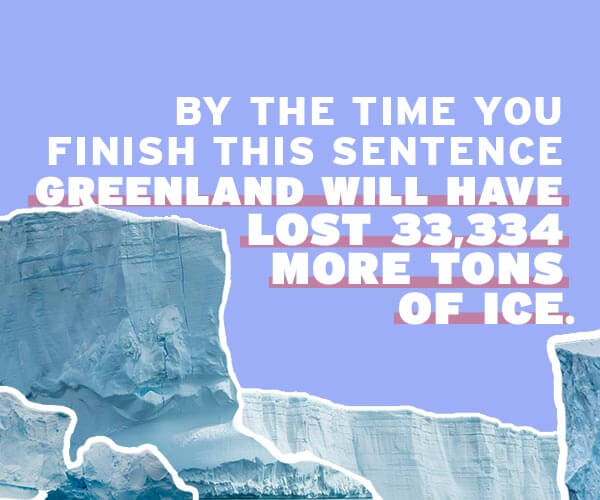 BY THE TIME YOU
FINISH THIS SENTENCE
GREENLAND WILL HAVE
LOST 33,334
MORE TONS
OF ICE.